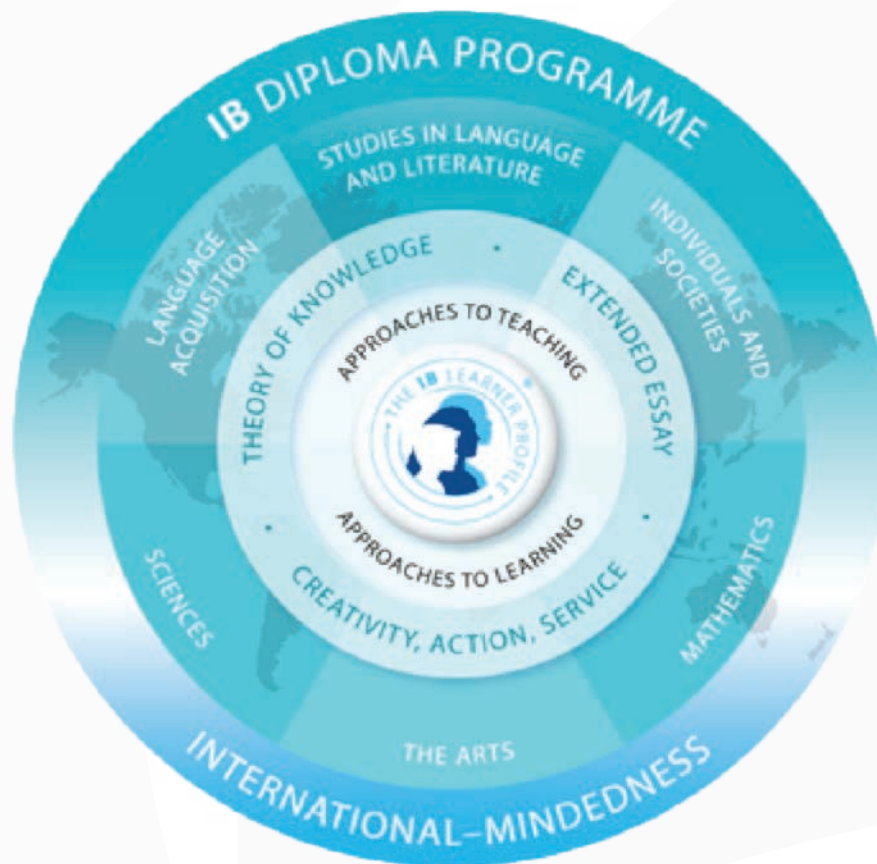 IB DIPLOMA PROGRAMME
STUDIES IN LANGUAGE
AND LITERATURE
LANGUAGE
ACQUISITION
INDIVIDUALS AND
SOCIETIES
THEORY OF KNOWLEDGE
·
EXTENDED ESSAY
APPROACHES TO TEACHING
THE IB LEARNER PROFILE
®
APPROACHES TO LEARNING
·
CREATIVITY, ACTION, SERVICE
·
SCIENCES
MATHEMATICS
THE ARTS
INTERNATIONAL–MINDEDNESS